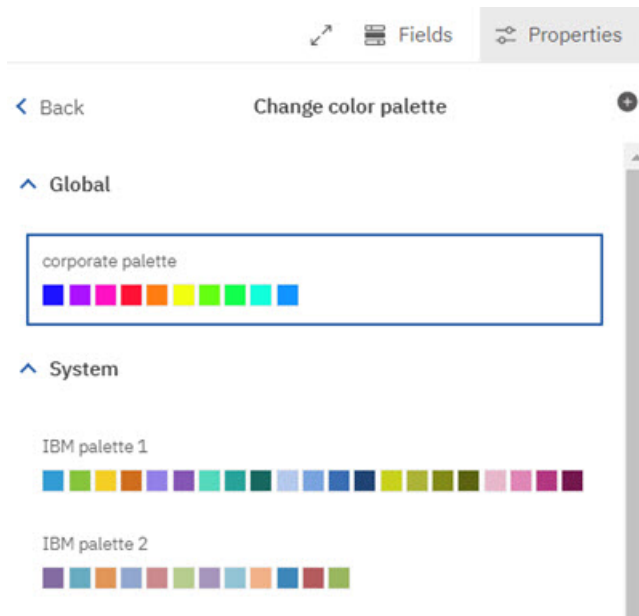 Fields Properties
Back Change color palette
Global
corporate palette
System
IBM palette 1
IBM palette 2